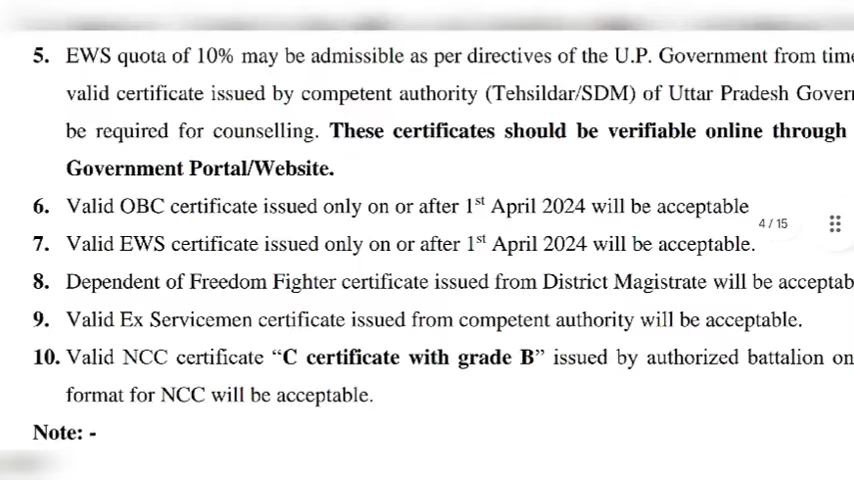 5. EWS quota of 10% may be admissible as per directives of the U.P. Government from
valid certificate issued by competent authority (Tehsildar/SDM) of Uttar Pradesh
be required for counselling. These certificates should be verifiable online through
Government Portal/Website.
6. Valid OBC certificate issued only on or after 1st April 2024 will be acceptable
4 / 15
7. Valid EWS certificate issued only on or after 1st April 2024 will be acceptable.
8. Dependent of Freedom Fighter certificate issued from District Magistrate will be
9. Valid Ex Servicemen certificate issued from competent authority will be acceptable.
10. Valid NCC certificate “C certificate with grade B” issued by authorized battalion on
format for NCC will be acceptable.
Note: -